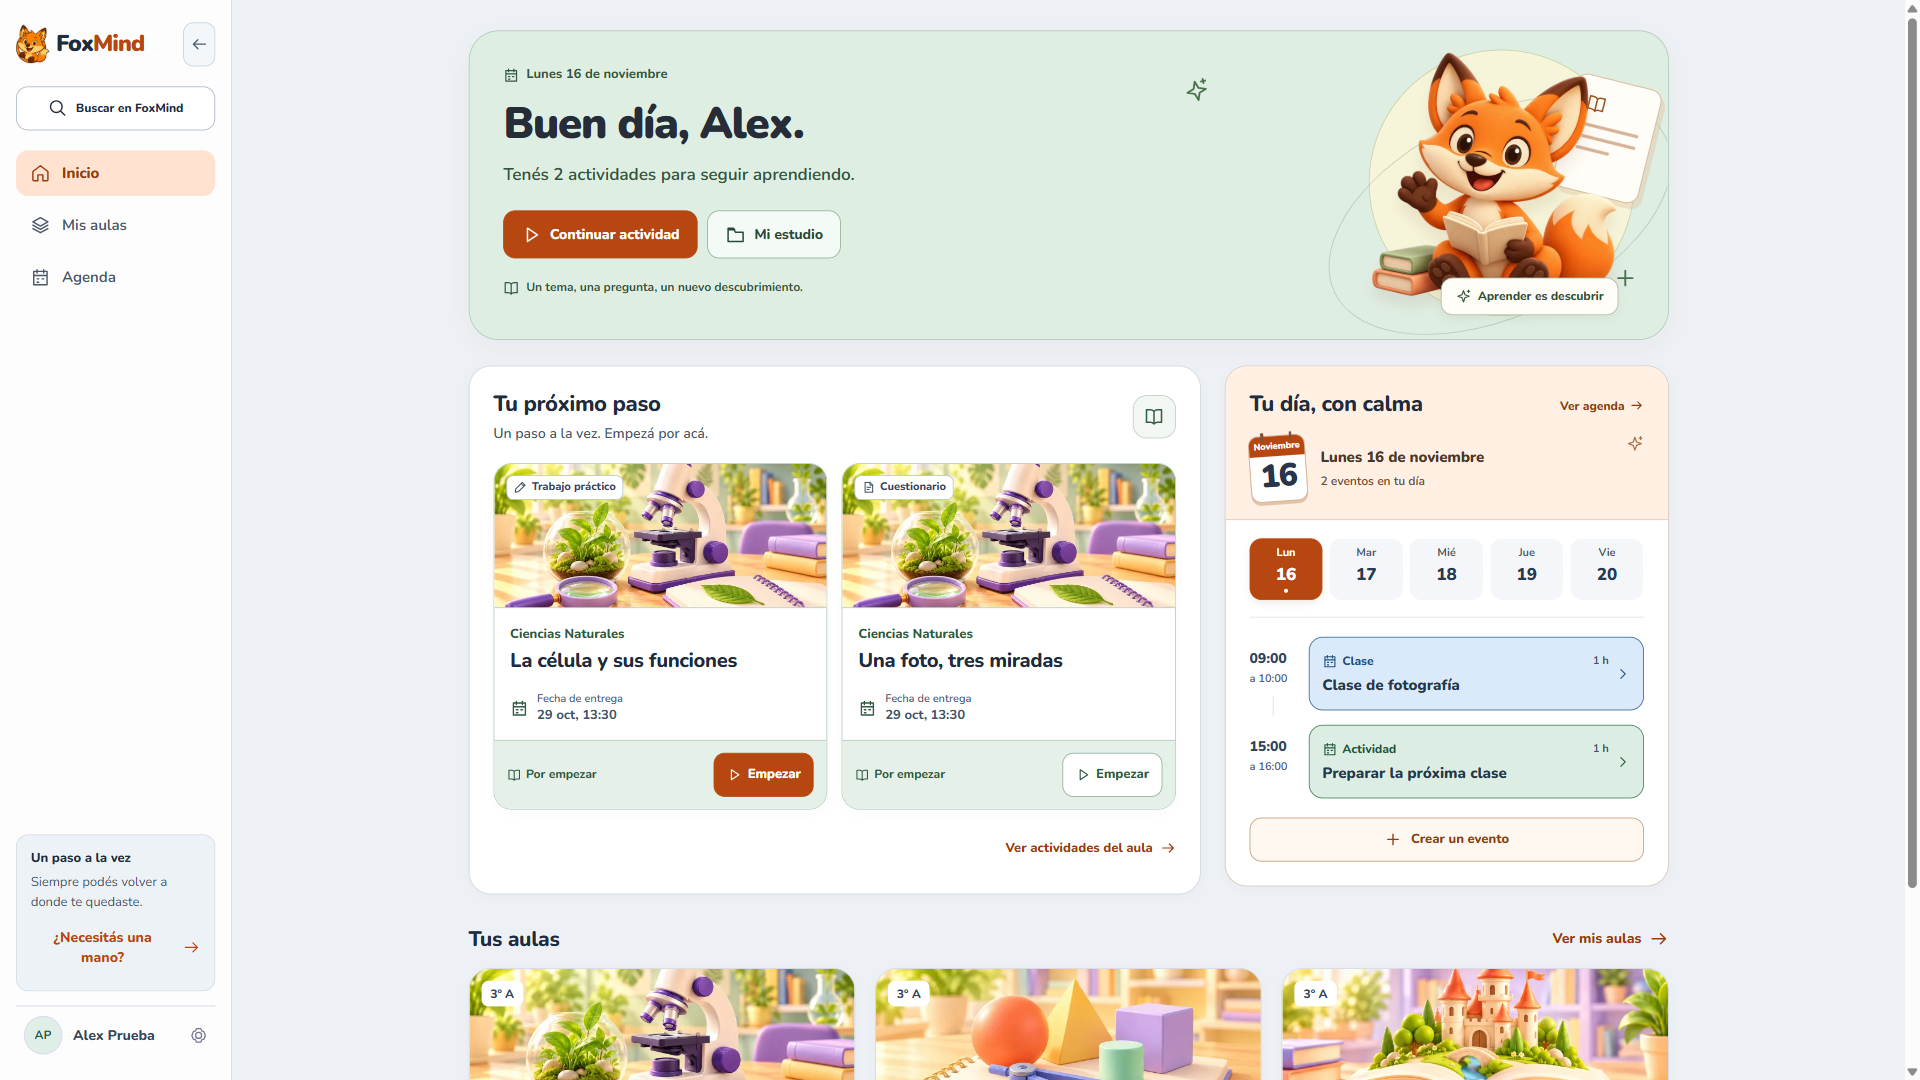 FoxMind
Buscar en FoxMind
Inicio
Mis aulas
Agenda
Un paso a la vez
Siempre podés volver a
donde te quedaste.
¿Necesitás una
mano?
AP
Alex Prueba
Lunes 16 de noviembre
Buen día, Alex.
Tenés 2 actividades para seguir aprendiendo.
Continuar actividad
Mi estudio
Un tema, una pregunta, un nuevo descubrimiento.
Aprender es descubrir
Tu próximo paso
Un paso a la vez. Empezá por acá.
Trabajo práctico
Ciencias Naturales
La célula y sus funciones
Fecha de entrega
29 oct, 13:30
Por empezar
Empezar
Cuestionario
Ciencias Naturales
Una foto, tres miradas
Fecha de entrega
29 oct, 13:30
Por empezar
Empezar
Ver actividades del aula
Tu día, con calma
Ver agenda
Noviembre
16
Lunes 16 de noviembre
2 eventos en tu día
Lun
16
Mar
17
Mié
18
Jue
19
Vie
20
09:00
a 10:00
Clase
1 h
Clase de fotografía
15:00
a 16:00
Actividad
1 h
Preparar la próxima clase
Crear un evento
Tus aulas
Ver mis aulas
3° A
3° A
3° A